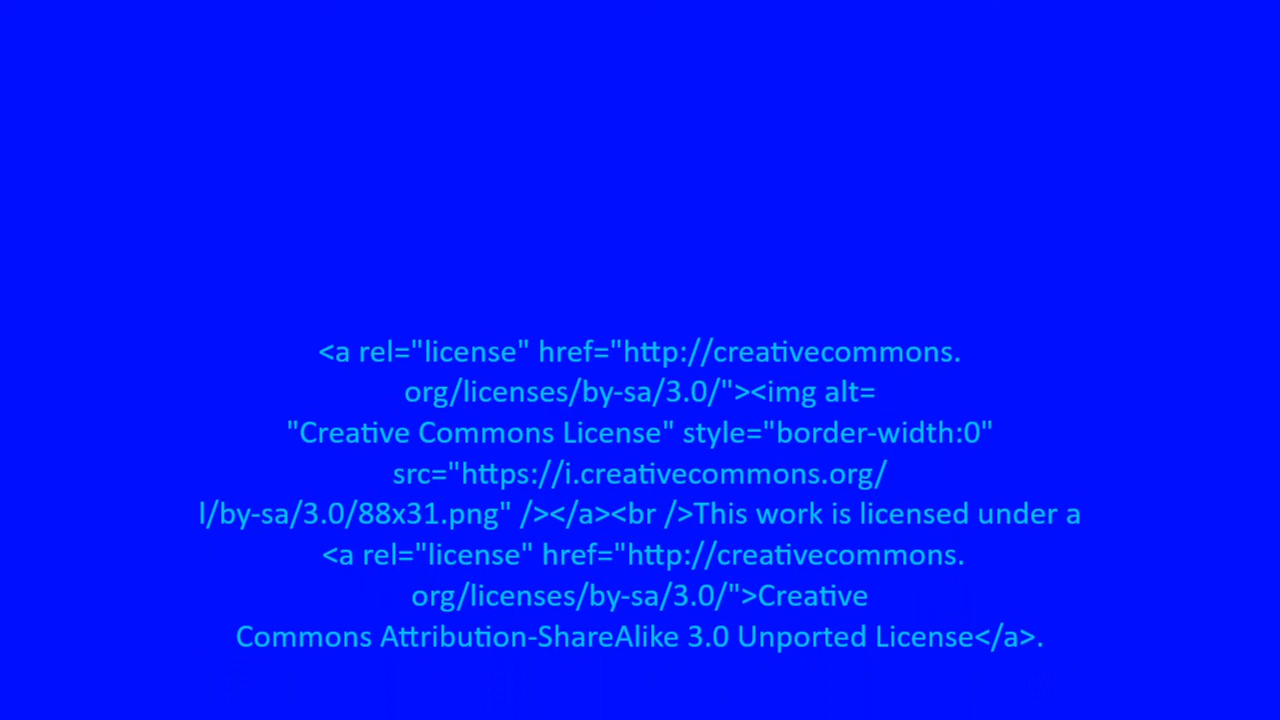 <a rel="license" href="http://creativecommons.
org/licenses/by-sa/3.0/"><img alt=
"Creative Commons License" style="border-width:0"
src="https://i.creativecommons.org/
l/by-sa/3.0/88x31.png" /></a><br />This work is licensed under a
<a rel="license" href="http://creativecommons.
org/licenses/by-sa/3.0/">Creative
Commons Attribution-ShareAlike 3.0 Unported License</a>.